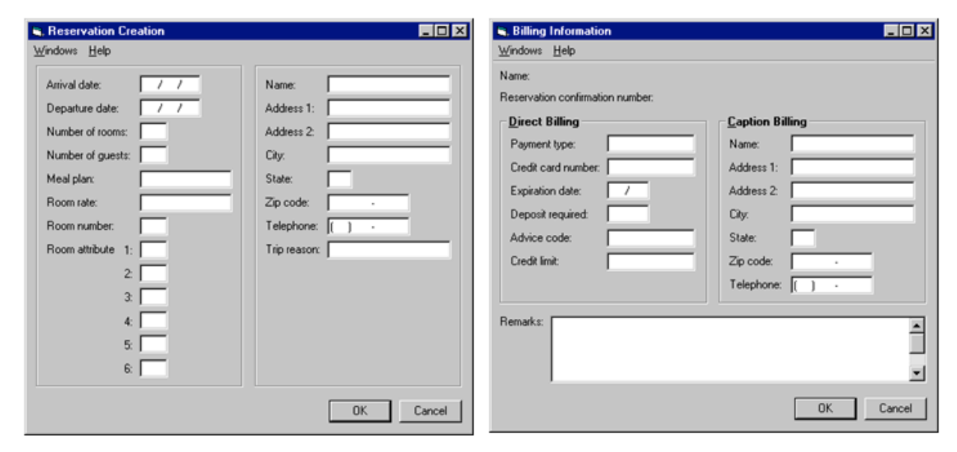 Reservation Creation
Windows Help
Arrival date: / /
Departure date: / /
Number of rooms:
Number of guests:
Meal plan:
Room rate:
Room number:
Room attribute 1:
2:
3:
4:
5:
6:
Name:
Address 1:
Address 2:
City:
State:
Zip code: -
Telephone: ( ) -
Trip reason:
OK Cancel
Billing Information
Windows Help
Name:
Reservation confirmation number:
Direct Billing
Payment type:
Credit card number:
Expiration date: /
Deposit required:
Advice code:
Credit limit:
Caption Billing
Name:
Address 1:
Address 2:
City:
State:
Zip code: -
Telephone: ( ) -
Remarks:
OK Cancel